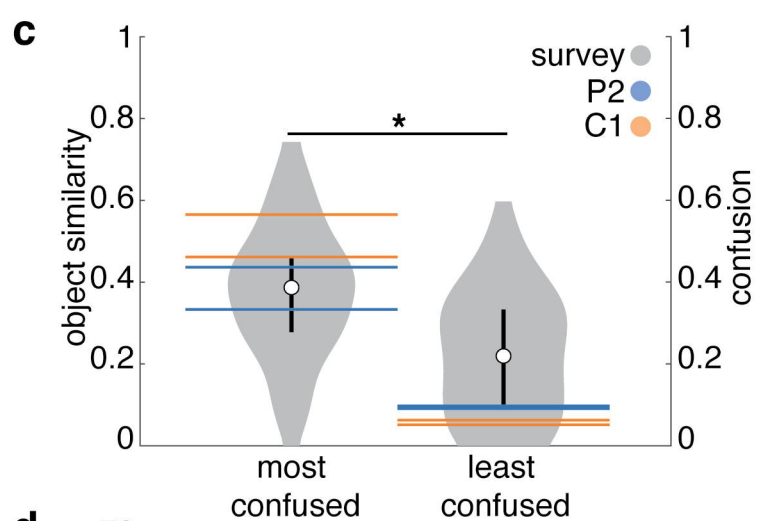 c
1
0.8
0.6
0.4
0.2
0
object similarity
*
survey
P2
C1
1
0.8
0.6
0.4
0.2
0
confusion
most
confused
least
confused
d